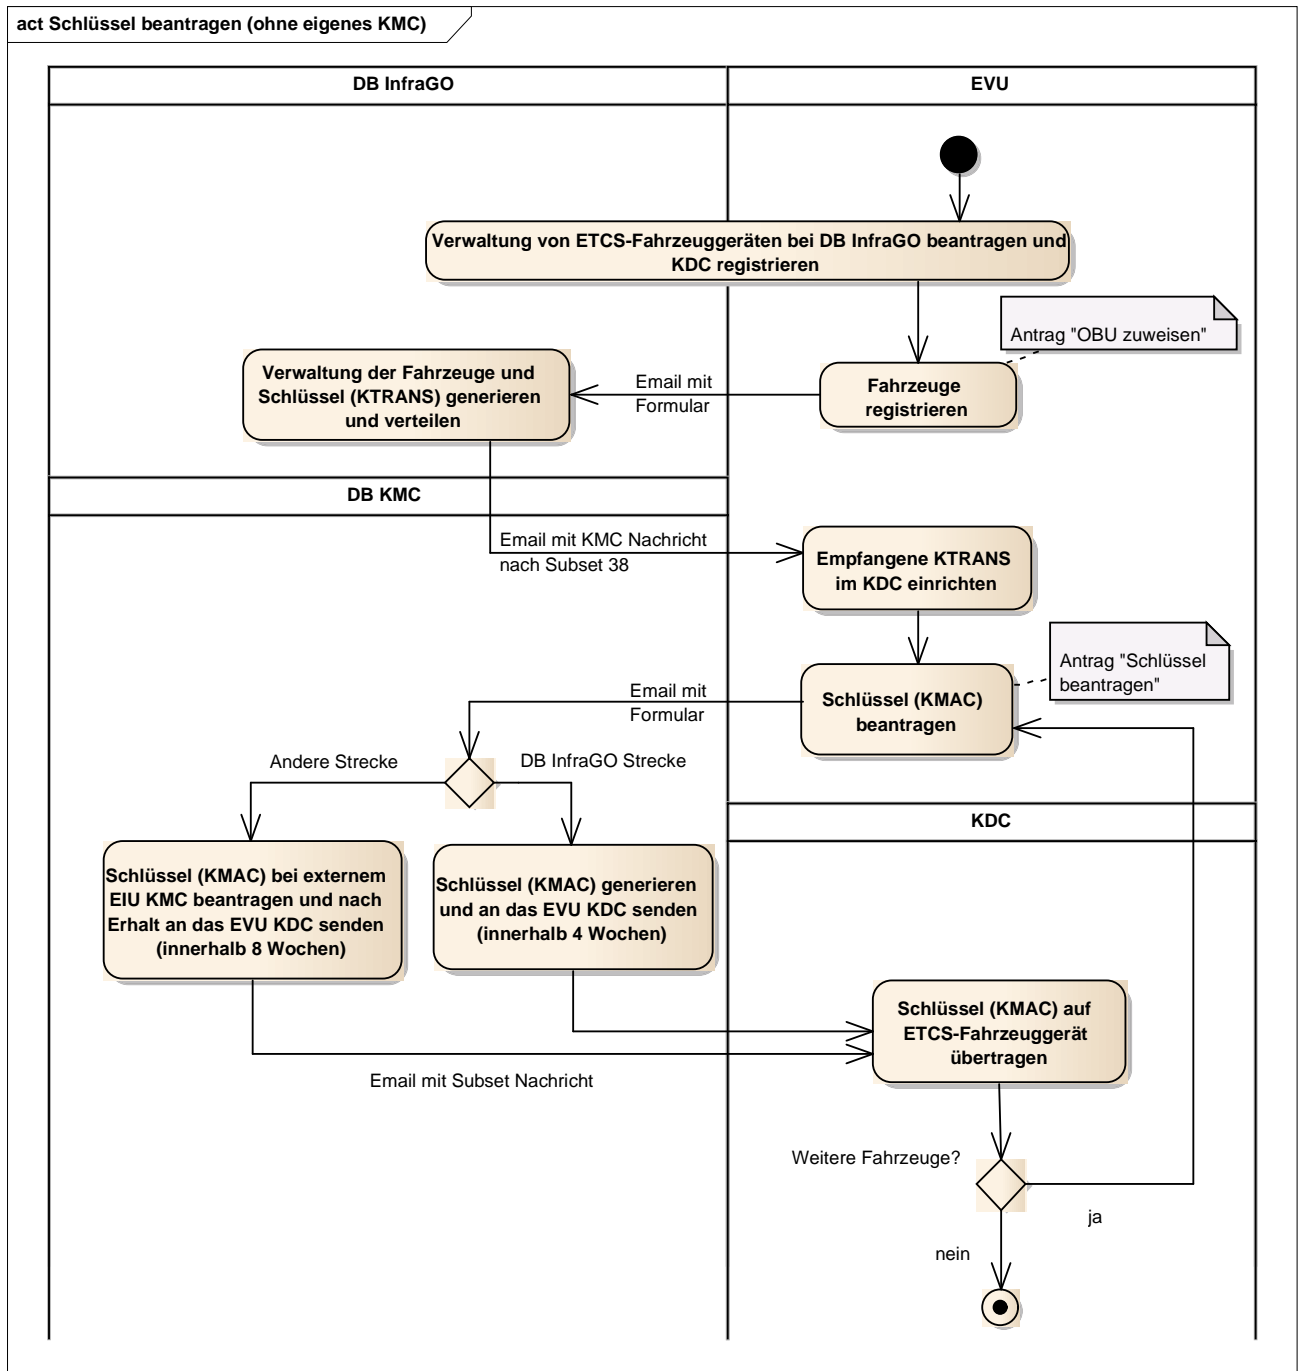 act Schlüssel beantragen (ohne eigenes KMC)
DB InfraGO
EVU
Verwaltung von ETCS-Fahrzeuggeräten bei DB InfraGO beantragen und
KDC registrieren
Antrag "OBU zuweisen"
Verwaltung der Fahrzeuge und
Schlüssel (KTRANS) generieren
und verteilen
Email mit
Formular
Fahrzeuge
registrieren
DB KMC
Email mit KMC Nachricht
nach Subset 38
Empfangene KTRANS
im KDC einrichten
Antrag "Schlüssel
beantragen"
Email mit
Formular
Schlüssel (KMAC)
beantragen
Andere Strecke
DB InfraGO Strecke
KDC
Schlüssel (KMAC) bei externem
EIU KMC beantragen und nach
Erhalt an das EVU KDC senden
(innerhalb 8 Wochen)
Schlüssel (KMAC) generieren
und an das EVU KDC senden
(innerhalb 4 Wochen)
Schlüssel (KMAC) auf
ETCS-Fahrzeuggerät
übertragen
Email mit Subset Nachricht
Weitere Fahrzeuge?
ja
nein